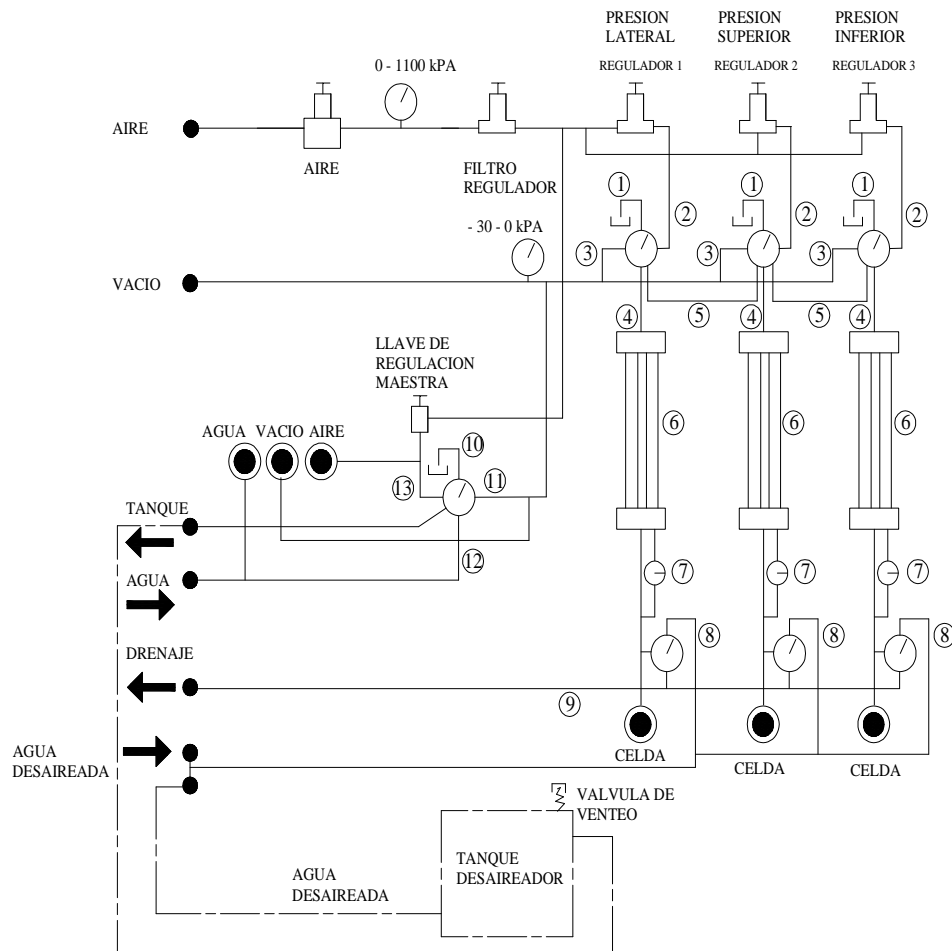 PRESION
LATERAL
REGULADOR 1
PRESION
SUPERIOR
REGULADOR 2
PRESION
INFERIOR
REGULADOR 3
0 - 1100 kPA
AIRE
AIRE
FILTRO
REGULADOR
1
2
1
2
1
2
- 30 - 0 kPA
3
3
3
VACIO
5
5
4
4
4
LLAVE DE
REGULACION
MAESTRA
6
6
6
AGUA VACIO AIRE
10
11
13
TANQUE
12
AGUA
7
7
7
8
8
8
DRENAJE
9
CELDA
CELDA
CELDA
AGUA
DESAIREADA
VALVULA DE
VENTEO
TANQUE
DESAIREADOR
AGUA
DESAIREADA